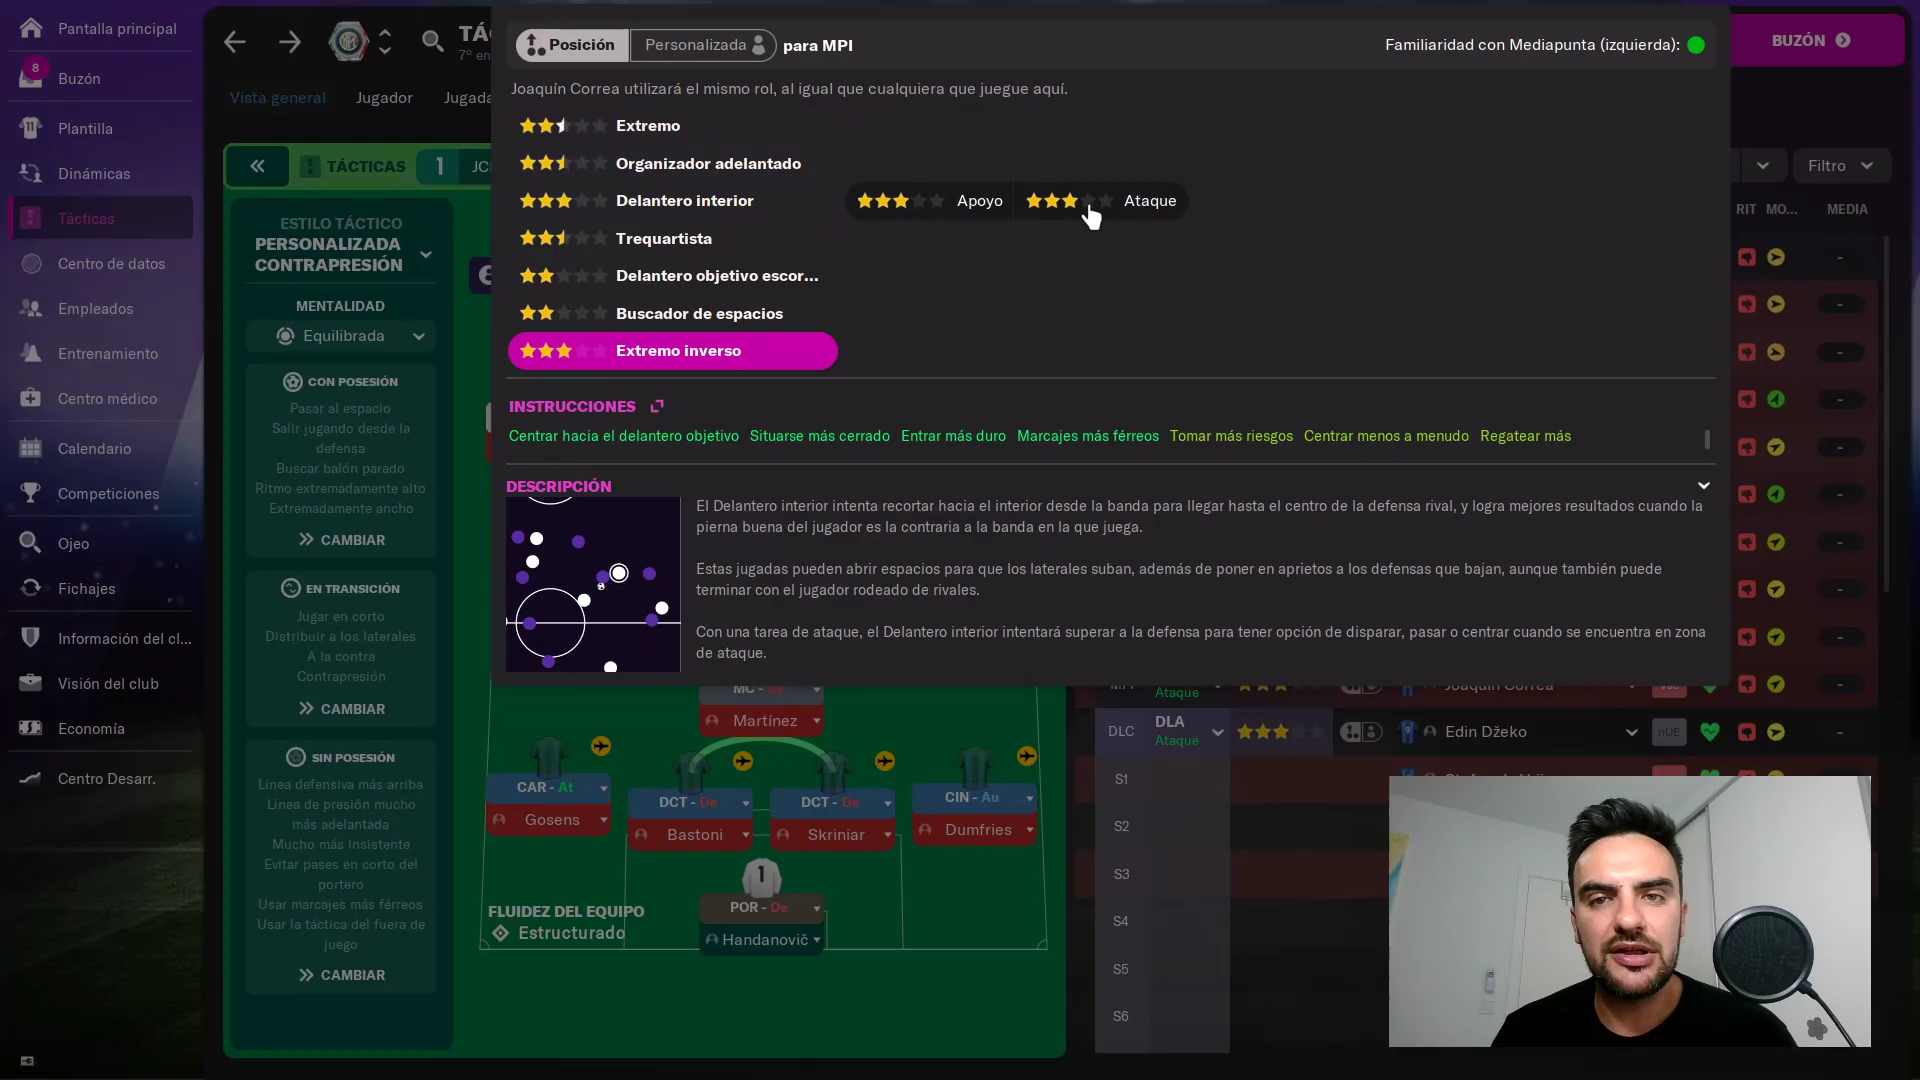 Pantalla principal
8
Buzón
Plantilla
Dinámicas
Tácticas
Centro de datos
Empleados
Entrenamiento
Centro médico
Calendario
Competiciones
Ojeo
Fichajes
Información del cl...
Visión del club
Economía
Centro Desarr.
7º en
Vista general
Jugador
Posición
Personalizada
para MPI
Familiaridad con Mediapunta (izquierda):
BUZÓN
Joaquín Correa utilizará el mismo rol, al igual que cualquiera que juegue aquí.
Extremo
Organizador adelantado
Delantero interior
Apoyo
Ataque
Trequartista
Delantero objetivo escor...
Buscador de espacios
Extremo inverso
INSTRUCCIONES
Centrar hacia el delantero objetivo Situarse más cerrado Entrar más duro Marcajes más férreos Tomar más riesgos Centrar menos a menudo Regatear más
DESCRIPCIÓN
El Delantero interior intenta recortar hacia el interior desde la banda para llegar hasta el centro de la defensa rival, y logra mejores resultados cuando la
pierna buena del jugador es la contraria a la banda en la que juega.
Estas jugadas pueden abrir espacios para que los laterales suban, además de poner en aprietos a los defensas que bajan, aunque también puede
terminar con el jugador rodeado de rivales.
Con una tarea de ataque, el Delantero interior intentará superar a la defensa para tener opción de disparar, pasar o centrar cuando se encuentra en zona
de ataque.
TÁCTICAS
1
ESTILO TÁCTICO
PERSONALIZADA
CONTRAPRESIÓN
MENTALIDAD
Equilibrada
CON POSESIÓN
Pasar al espacio
Salir jugando desde la
defensa
Buscar balón parado
Ritmo extremadamente alto
Extremadamente ancho
CAMBIAR
EN TRANSICIÓN
Jugar en corto
Distribuir a los laterales
A la contra
Contrapresión
CAMBIAR
SIN POSESIÓN
Línea defensiva más arriba
Línea de presión mucho
más adelantada
Mucho más insistente
Evitar pases en corto del
portero
Usar marcajes más férreos
Usar la táctica del fuera de
juego
CAMBIAR
Martínez
CAR - At
Gosens
DCT - De
Bastoni
DCT - De
Skriniar
CIN - Au
Dumfries
1
POR - De
Handanovič
FLUIDEZ DEL EQUIPO
Estructurado
Filtro
RIT
MO...
MEDIA
Ataque
Joaquín Correa
DLC
DLA
Ataque
Edin Džeko
nUE
S1
S2
S3
S4
S5
S6